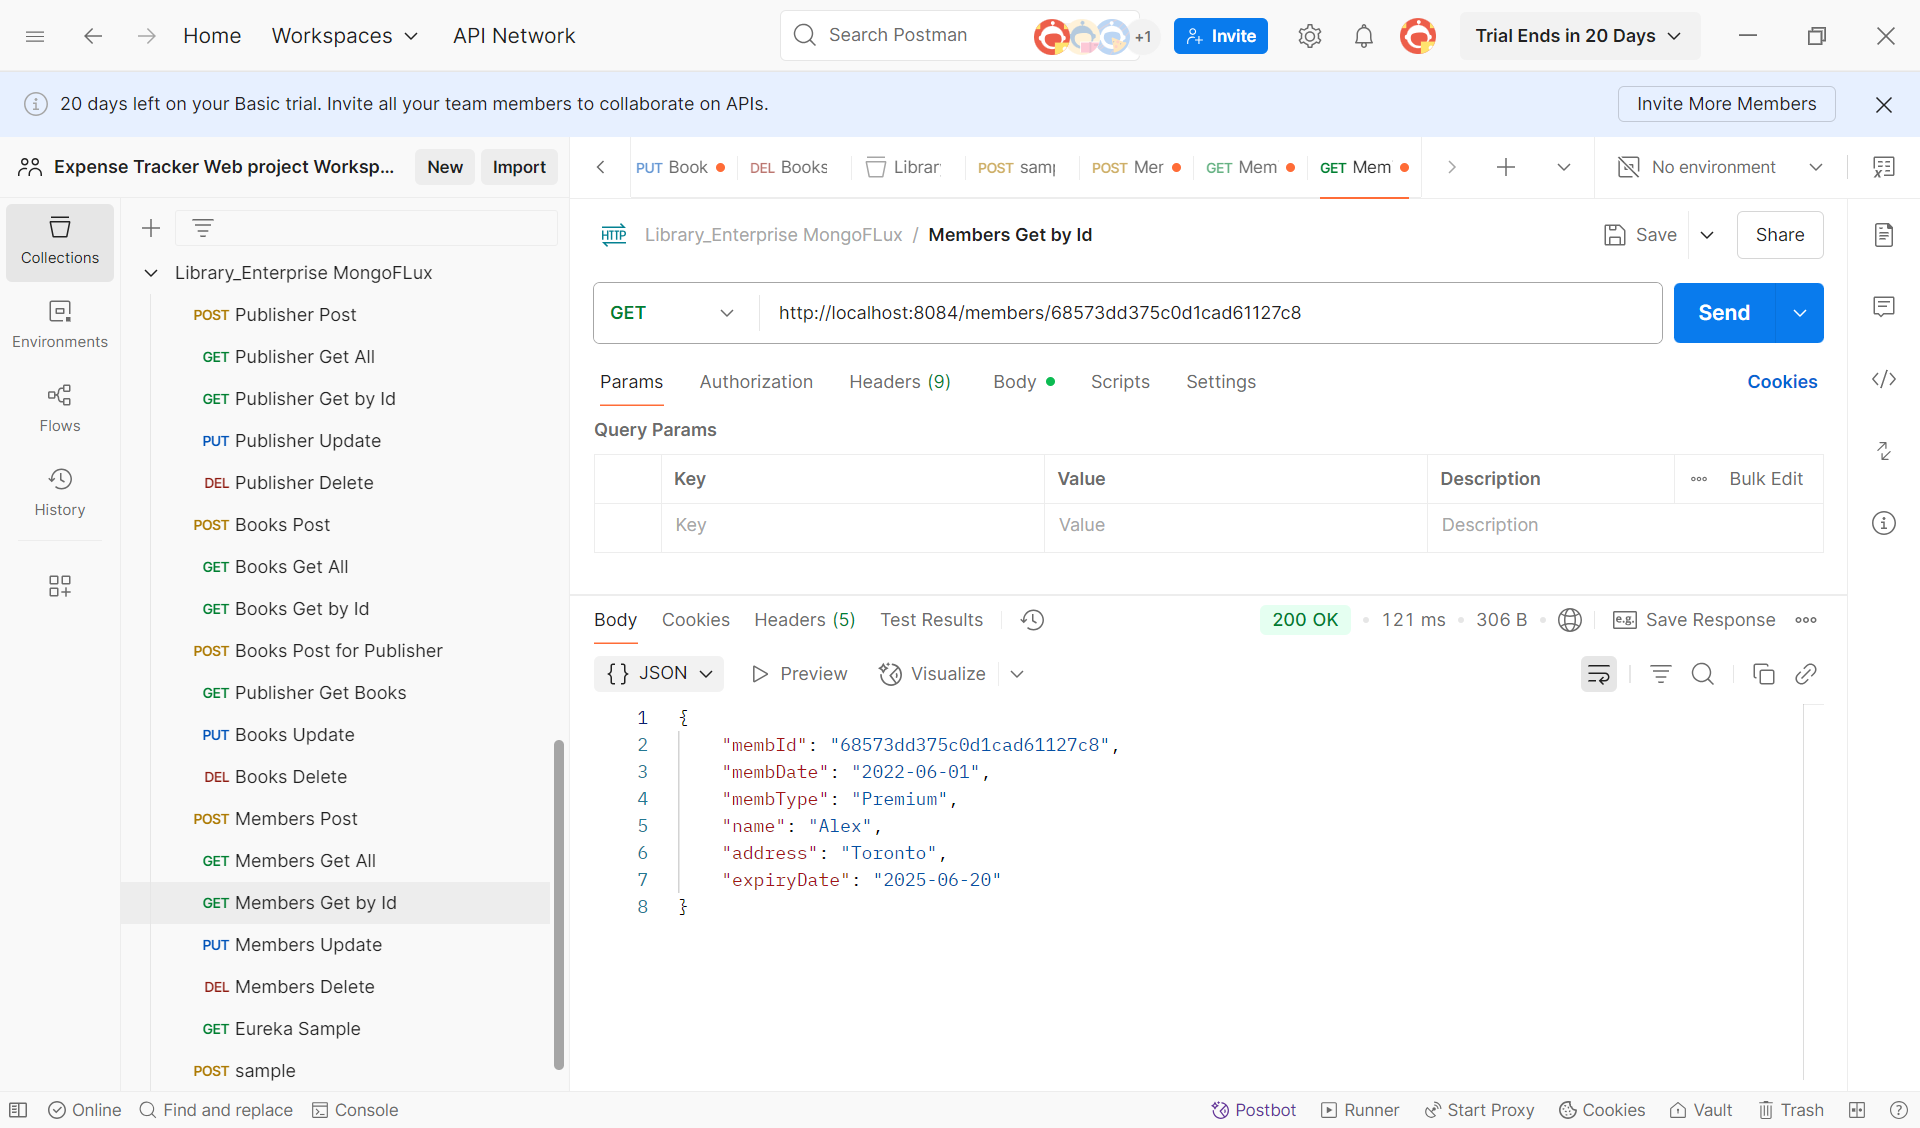 Home
Workspaces
API Network
Search Postman
+1
Invite
Trial Ends in 20 Days
20 days left on your Basic trial. Invite all your team members to collaborate on APIs.
Invite More Members
Expense Tracker Web project Worksp...
New
Import
PUT Book
DEL Books
Librar
POST samp
POST Mer
GET Mem
GET Mem
No environment
Collections
Environments
Flows
History
Library_Enterprise MongoFLux
POST Publisher Post
GET Publisher Get All
GET Publisher Get by Id
PUT Publisher Update
DEL Publisher Delete
POST Books Post
GET Books Get All
GET Books Get by Id
POST Books Post for Publisher
GET Publisher Get Books
PUT Books Update
DEL Books Delete
POST Members Post
GET Members Get All
GET Members Get by Id
PUT Members Update
DEL Members Delete
GET Eureka Sample
POST sample
HTTP Library_Enterprise MongoFLux / Members Get by Id
Save
Share
GET
http://localhost:8084/members/68573dd375c0d1cad61127c8
Send
Params
Authorization
Headers (9)
Body
Scripts
Settings
Cookies
Query Params
Key
Value
Description
Bulk Edit
Key
Value
Description
Body
Cookies
Headers (5)
Test Results
200 OK
121 ms
306 B
e.g. Save Response
{} JSON
Preview
Visualize
1 {
2 "membId": "68573dd375c0d1cad61127c8",
3 "membDate": "2022-06-01",
4 "membType": "Premium",
5 "name": "Alex",
6 "address": "Toronto",
7 "expiryDate": "2025-06-20"
8 }
Online
Find and replace
Console
Postbot
Runner
Start Proxy
Cookies
Vault
Trash